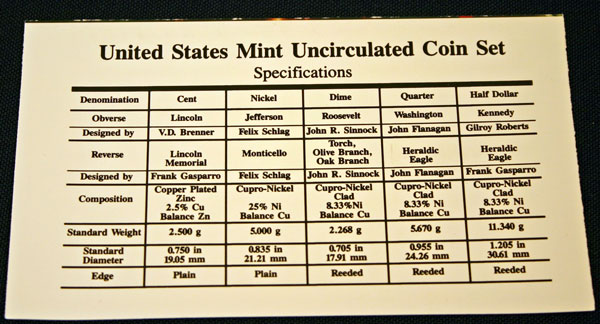 United States Mint Uncirculated Coin Set
Specifications
Denomination Cent Nickel Dime Quarter Half Dollar
Obverse Lincoln Jefferson Roosevelt Washington Kennedy
Designed by V.D. Brenner Felix Schlag John R. Sinnock John Flanagan Gilroy Roberts
Reverse Lincoln Memorial Monticello Torch, Olive Branch, Oak Branch Heraldic Eagle Heraldic Eagle
Designed by Frank Gasparro Felix Schlag John R. Sinnock John Flanagan Frank Gasparro
Composition Copper Plated Zinc 2.5% Cu Balance Zn Cupro-Nickel 25% Ni Balance Cu Cupro-Nickel Clad 8.33%Ni Balance Cu Cupro-Nickel Clad 8.33% Ni Balance Cu Cupro-Nickel Clad 8.33% Ni Balance Cu
Standard Weight 2.500 g 5.000 g 2.268 g 5.670 g 11.340 g
Standard Diameter 0.750 in 19.05 mm 0.835 in 21.21 mm 0.705 in 17.91 mm 0.955 in 24.26 mm 1.205 in 30.61 mm
Edge Plain Plain Reeded Reeded Reeded